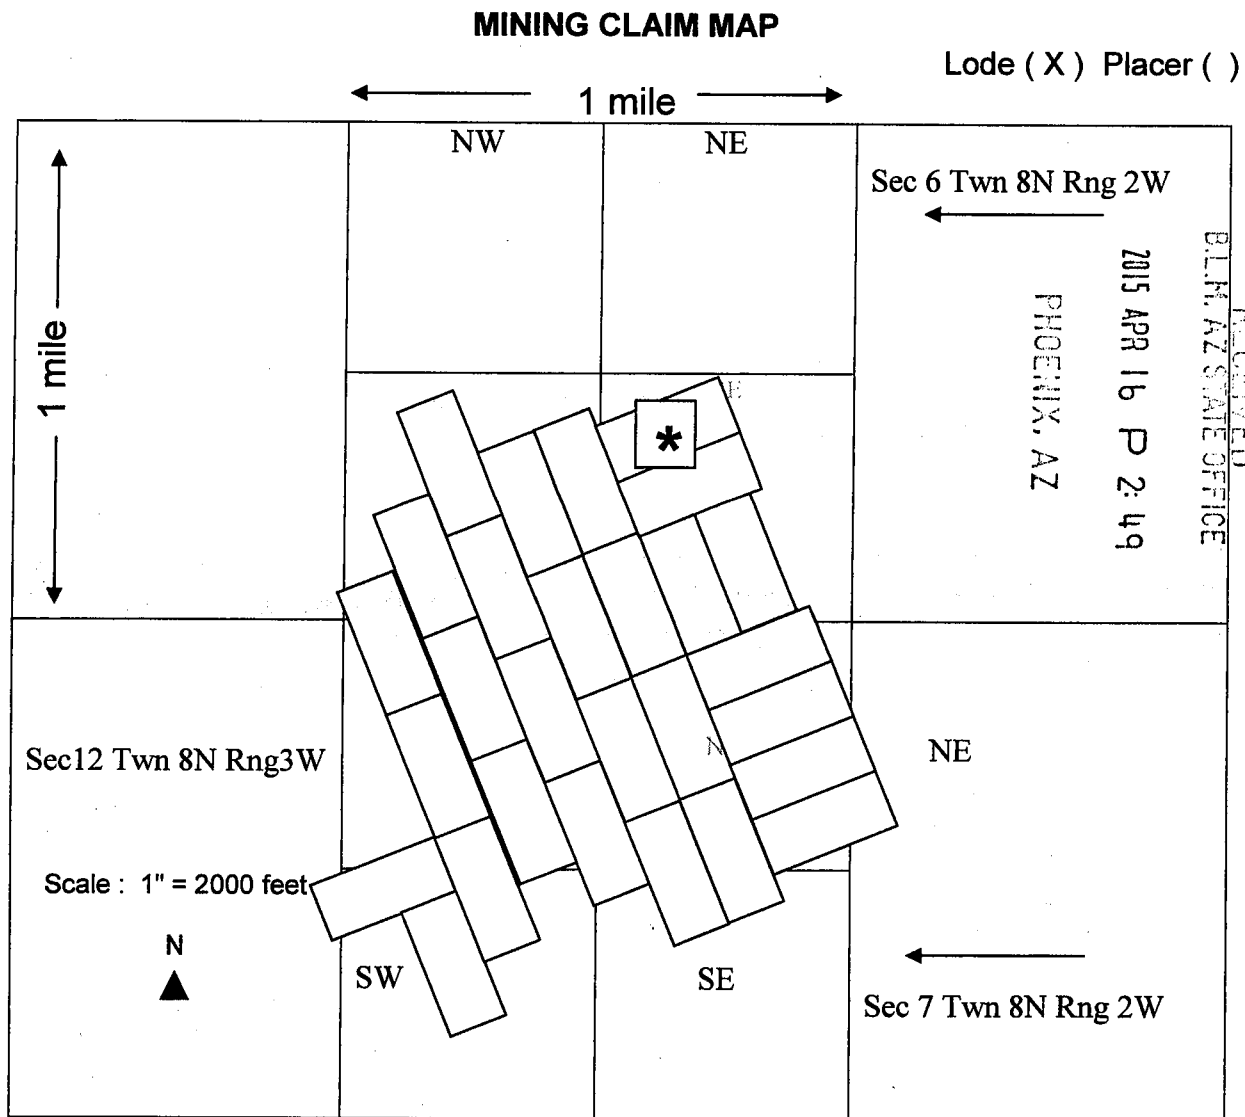 MINING CLAIM MAP
Lode ( X ) Placer ( )
1 mile
NW
NE
Sec 6 Twn 8N Rng 2W
1 mile
B.L.M. AZ STATE OFFICE
2015 APR 16 P 2:49
PHOENIX, AZ
E
*
N
Sec12 Twn 8N Rng3W
NE
Scale : 1" = 2000 feet
N
SW
SE
Sec 7 Twn 8N Rng 2W